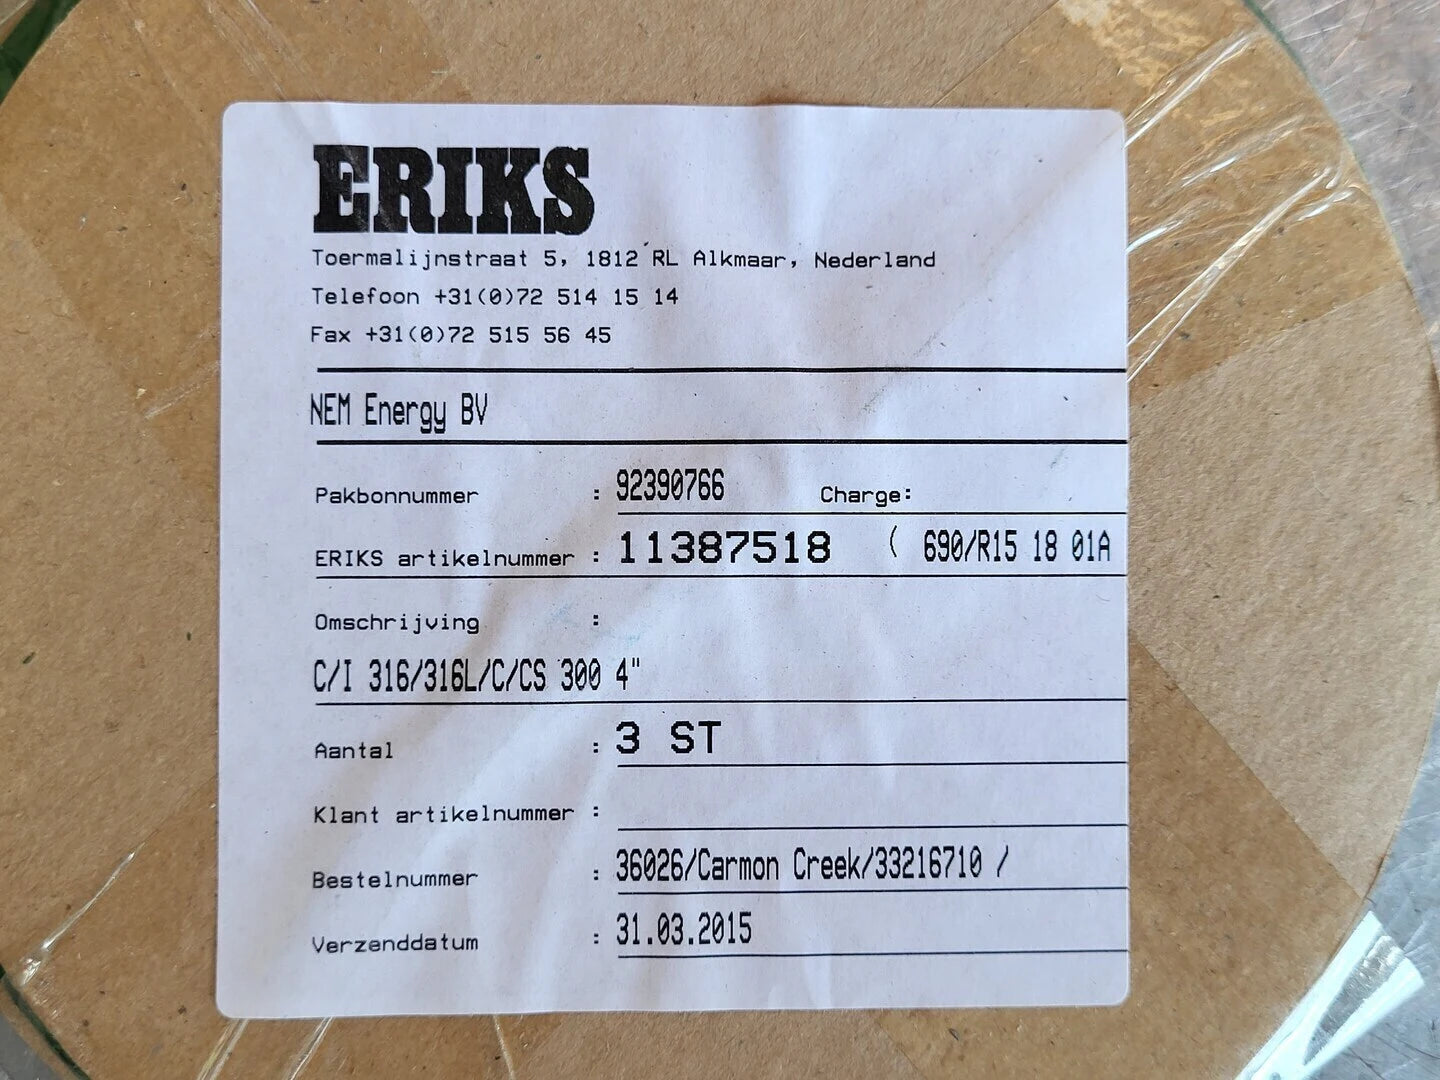 ERIKS
Toermalijnstraat 5, 1812 RL Alkmaar, Nederland
Telefoon +31(0)72 514 15 14
Fax +31(0)72 515 56 45
NEM Energy BV
Pakbonnummer : 92390766 Charge:
ERIKS artikelnummer : 11387518 ( 690/R15 18 01A
Omschrijving :
C/I 316/316L/C/CS 300 4"
Aantal : 3 ST
Klant artikelnummer :
Bestelnummer : 36026/Carmon Creek/33216710 /
Verzenddatum : 31.03.2015